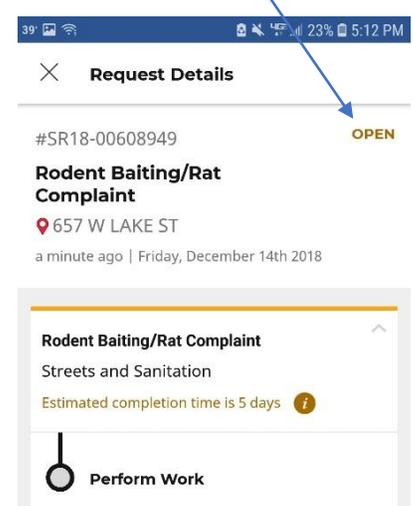 39° 23% 5:12 PM
Request Details
#SR18-00608949 OPEN
Rodent Baiting/Rat
Complaint
657 W LAKE ST
a minute ago | Friday, December 14th 2018
Rodent Baiting/Rat Complaint
Streets and Sanitation
Estimated completion time is 5 days i
Perform Work